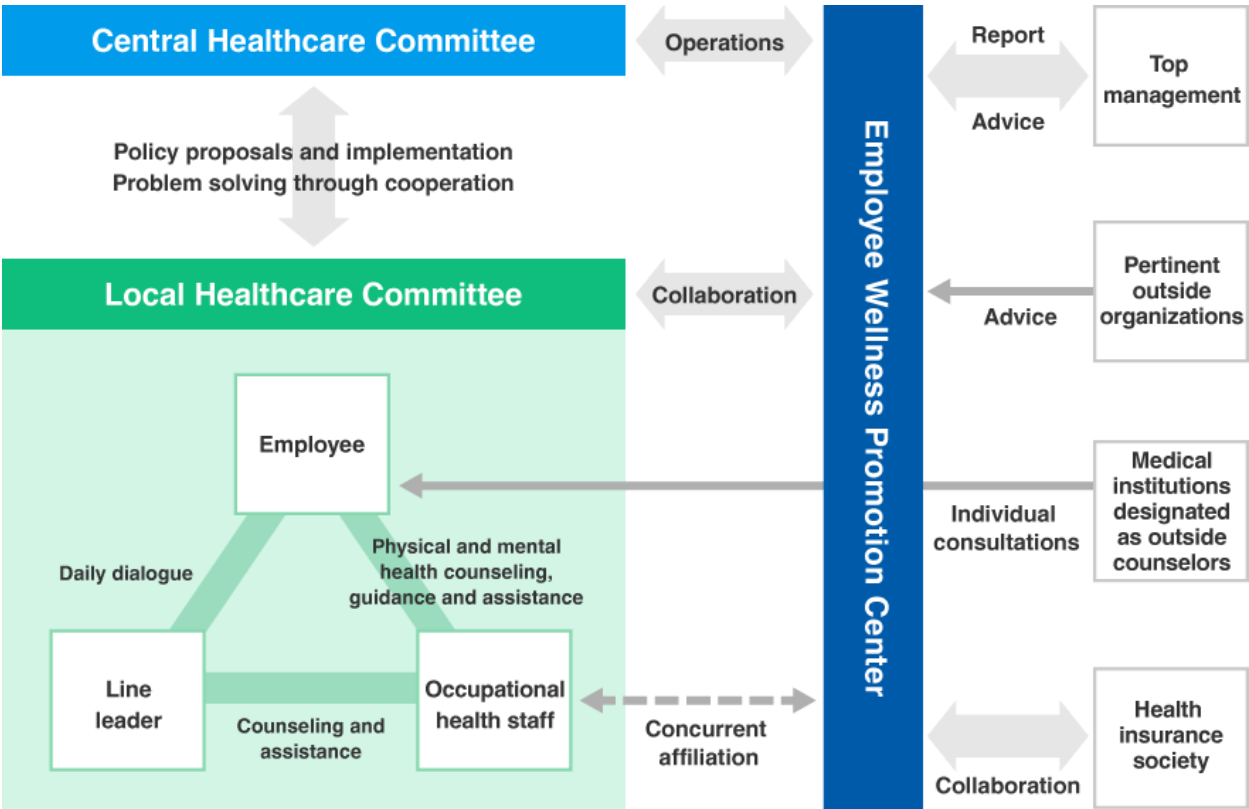 Central Healthcare Committee
Operations
Report
Top
management
Advice
Policy proposals and implementation
Problem solving through cooperation
Employee Wellness Promotion Center
Local Healthcare Committee
Collaboration
Pertinent
outside
organizations
Advice
Employee
Medical
institutions
designated
as outside
counselors
Individual
consultations
Daily dialogue
Physical and mental
health counseling,
guidance and assistance
Line
leader
Occupational
health staff
Counseling and
assistance
Concurrent
affiliation
Health
insurance
society
Collaboration